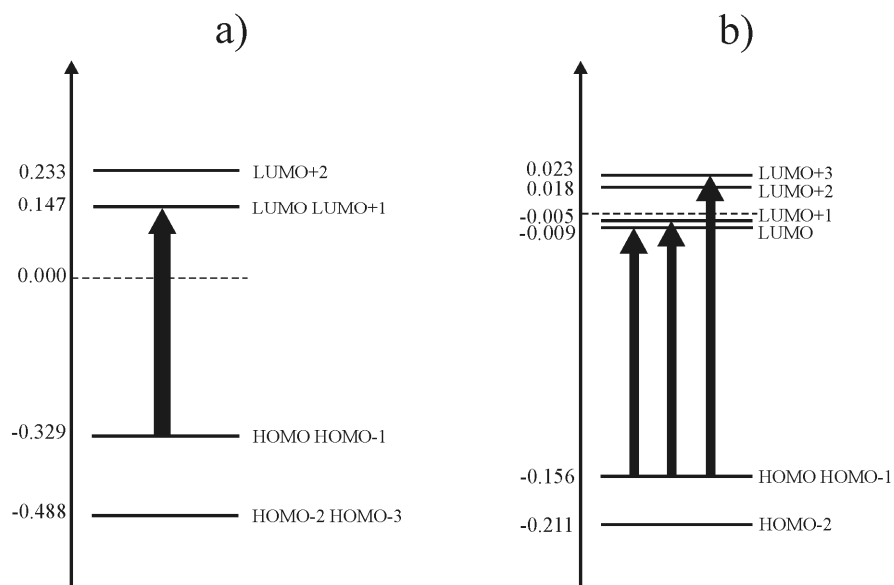 a)
0.233 LUMO+2
0.147 LUMO LUMO+1
0.000
-0.329 HOMO HOMO-1
-0.488 HOMO-2 HOMO-3
b)
0.023 LUMO+3
0.018 LUMO+2
-0.005 LUMO+1
-0.009 LUMO
-0.156 HOMO HOMO-1
-0.211 HOMO-2